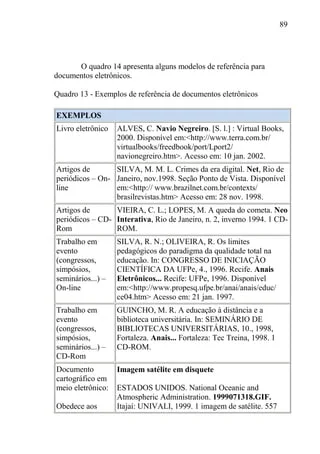 89
O quadro 14 apresenta alguns modelos de referência para
documentos eletrônicos.
Quadro 13 - Exemplos de referência de documentos eletrônicos
EXEMPLOS
Livro eletrônico
ALVES, C. Navio Negreiro. [S. l.] : Virtual Books,
2000. Disponível em:<http://www.terra.com.br/
virtualbooks/freedbook/port/Lport2/
navionegreiro.htm>. Acesso em: 10 jan. 2002.
Artigos de
periódicos – On-
line
SILVA, M. M. L. Crimes da era digital. Net, Rio de
Janeiro, nov.1998. Seção Ponto de Vista. Disponível
em:<http:// www.brazilnet.com.br/contexts/
brasilrevistas.htm> Acesso em: 28 nov. 1998.
Artigos de
periódicos – CD-
Rom
VIEIRA, C. L.; LOPES, M. A queda do cometa. Neo
Interativa, Rio de Janeiro, n. 2, inverno 1994. 1 CD-
ROM.
Trabalho em
evento
(congressos,
simpósios,
seminários...) –
On-line
SILVA, R. N.; OLIVEIRA, R. Os limites
pedagógicos do paradigma da qualidade total na
educação. In: CONGRESSO DE INICIAÇÃO
CIENTÍFICA DA UFPe, 4., 1996. Recife. Anais
Eletrônicos... Recife: UFPe, 1996. Disponível
em:<http://www.propesq.ufpe.br/anai/anais/educ/
ce04.htm> Acesso em: 21 jan. 1997.
Trabalho em
evento
(congressos,
simpósios,
seminários...) –
CD-Rom
GUINCHO, M. R. A educação à distância e a
biblioteca universitária. In: SEMINÁRIO DE
BIBLIOTECAS UNIVERSITÁRIAS, 10., 1998,
Fortaleza. Anais... Fortaleza: Tec Treina, 1998. 1
CD-ROM.
Documento
cartográfico em
meio eletrônico:
Obedece aos
Imagem satélite em disquete
ESTADOS UNIDOS. National Oceanic and
Atmospheric Administration. 1999071318.GIF.
Itajaí: UNIVALI, 1999. 1 imagem de satélite. 557